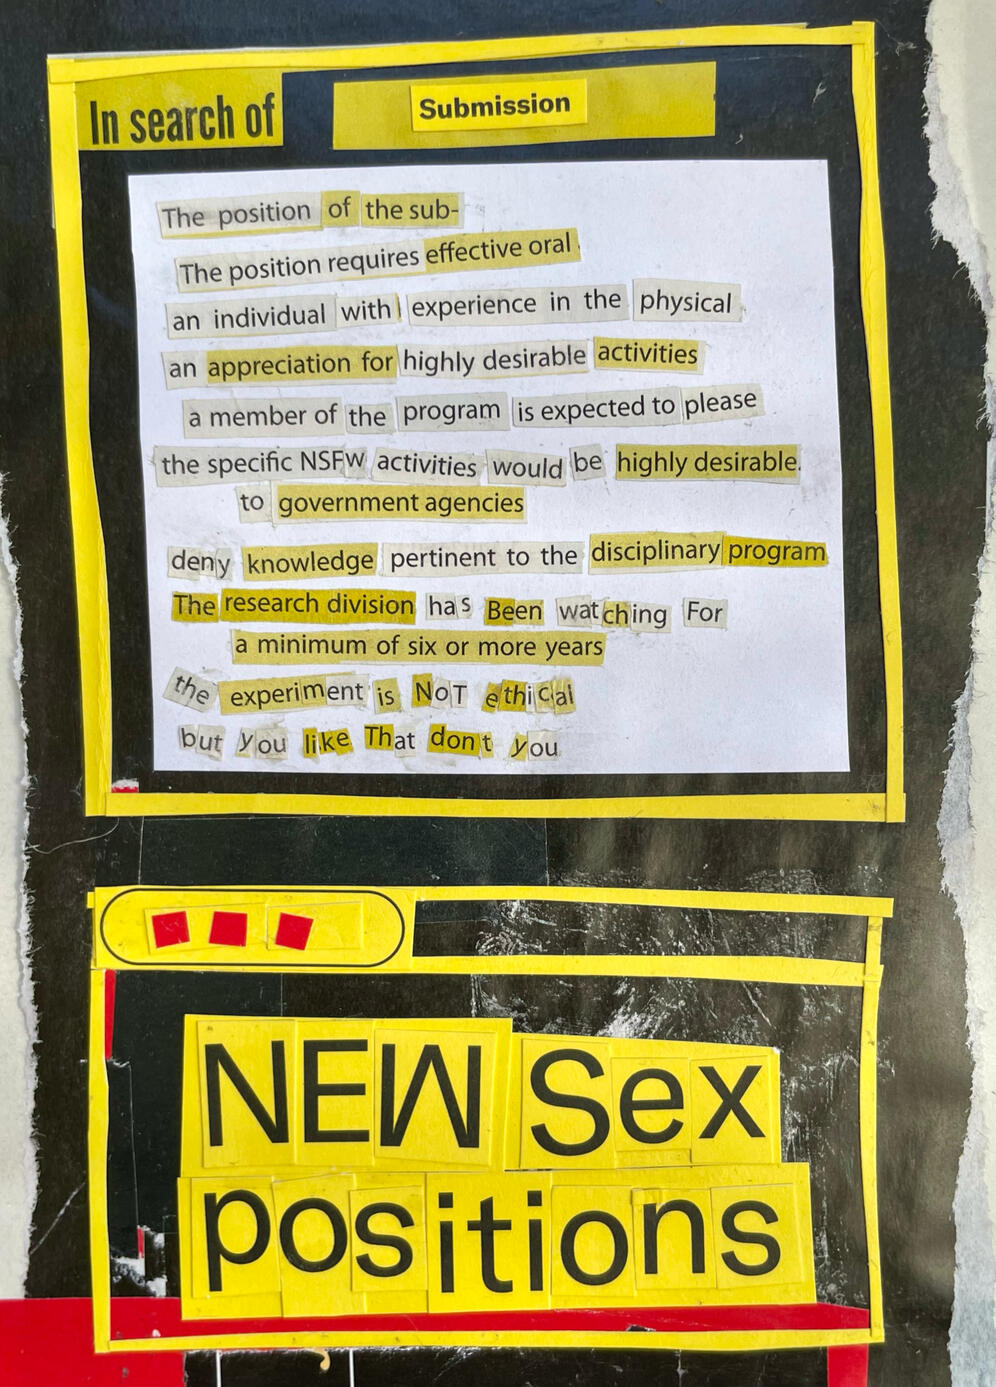 In search of
Submission
The position of the sub-
The position requires effective oral
an individual with experience in the physical
an appreciation for highly desirable activities
a member of the program is expected to please
the specific NSFW activities would be highly desirable.
to government agencies
deny knowledge pertinent to the disciplinary program
The research division has Been watching For
a minimum of six or more years
the experiment is NoT ethical
but you like That don't you
NEW Sex
positions